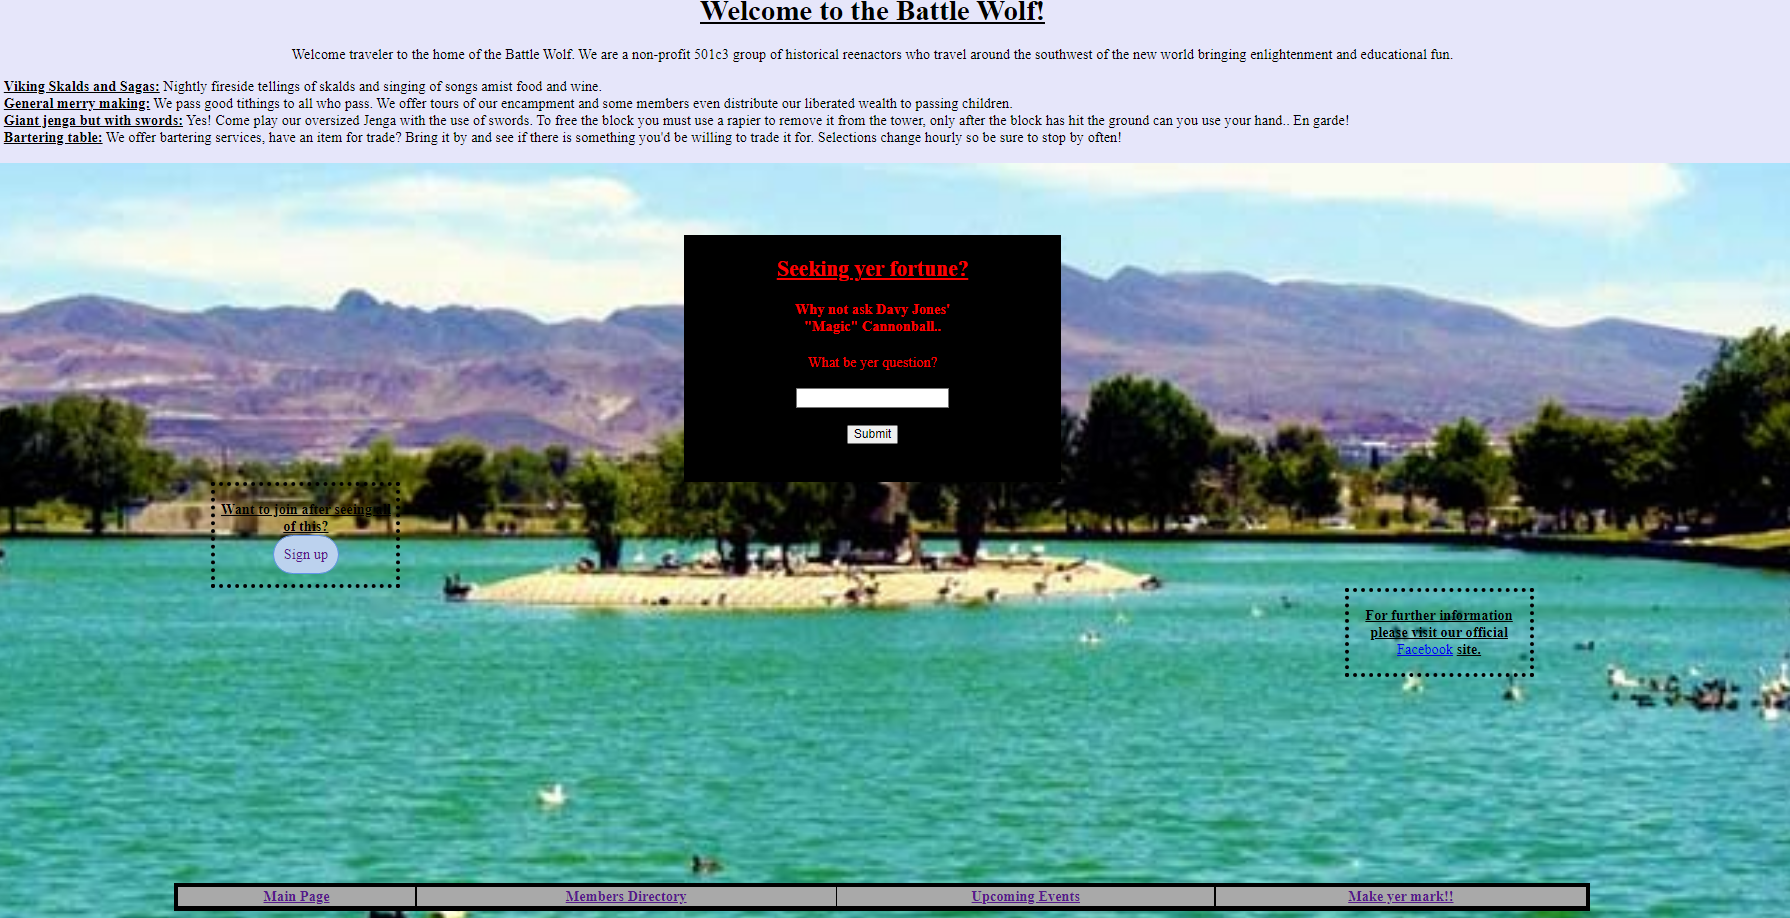 Welcome to the Battle Wolf!
Welcome traveler to the home of the Battle Wolf. We are a non-profit 501c3 group of historical reenactors who travel around the southwest of the new world bringing enlightenment and educational fun.
Viking Skalds and Sagas: Nightly fireside tellings of skalds and singing of songs amist food and wine.
General merry making: We pass good tithings to all who pass. We offer tours of our encampment and some members even distribute our liberated wealth to passing children.
Giant jenga but with swords: Yes! Come play our oversized Jenga with the use of swords. To free the block you must use a rapier to remove it from the tower, only after the block has hit the ground can you use your hand.. En garde!
Bartering table: We offer bartering services, have an item for trade? Bring it by and see if there is something you'd be willing to trade it for. Selections change hourly so be sure to stop by often!
Seeking yer fortune?
Why not ask Davy Jones'
"Magic" Cannonball..
What be yer question?
Submit
Want to join after seeing
of this?
Sign up
For further information
please visit our official
Facebook site.
Main Page
Members Directory
Upcoming Events
Make yer mark!!